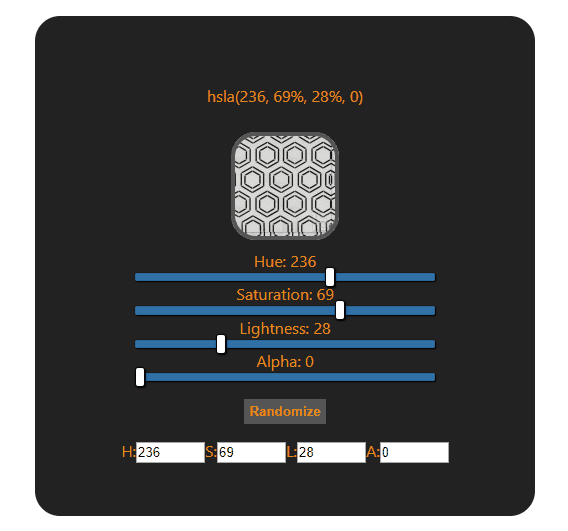 hsla(236, 69%, 28%, 0)
Hue: 236
Saturation: 69
Lightness: 28
Alpha: 0
Randomize
H:236 S:69 L:28 A:0